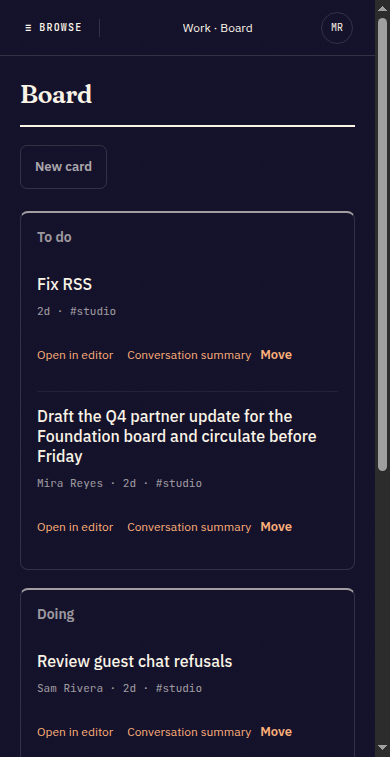 ≡ BROWSE
Work · Board
MR
Board
New card
To do
Fix RSS
2d · #studio
Open in editor Conversation summary Move
Draft the Q4 partner update for the
Foundation board and circulate before
Friday
Mira Reyes · 2d · #studio
Open in editor Conversation summary Move
Doing
Review guest chat refusals
Sam Rivera · 2d · #studio
Open in editor Conversation summary Move